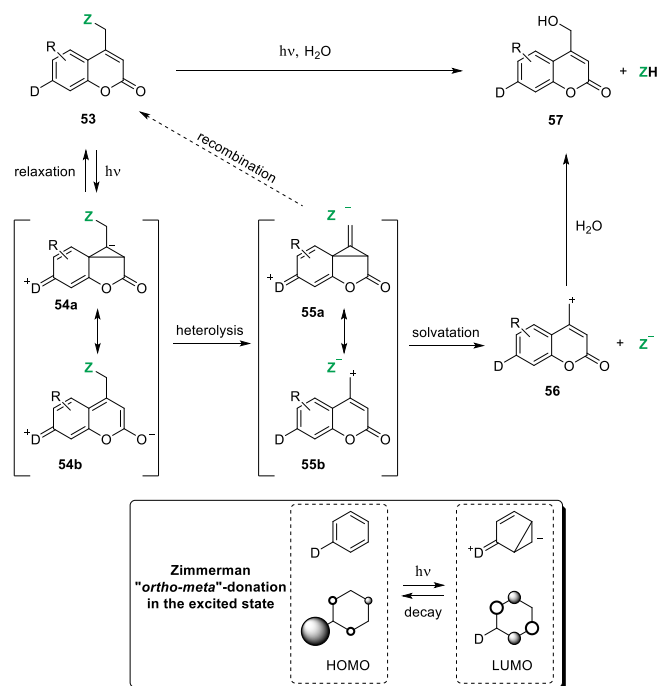 Z
R
D
O
O
53
hν, H₂O
HO
R
D
O
O
57
+ ZH
relaxation
hν
recombination
Z
R
–
+
D
O
O
54a
Z
R
+
D
O
O–
54b
heterolysis
Z –
R
+
D
O
O
55a
Z–
+
R
D
O
O
55b
solvatation
H₂O
+
R
D
O
O
56
+ Z–
Zimmerman
"ortho-meta"-donation
in the excited state
D
HOMO
hν
decay
+D
–
D
LUMO